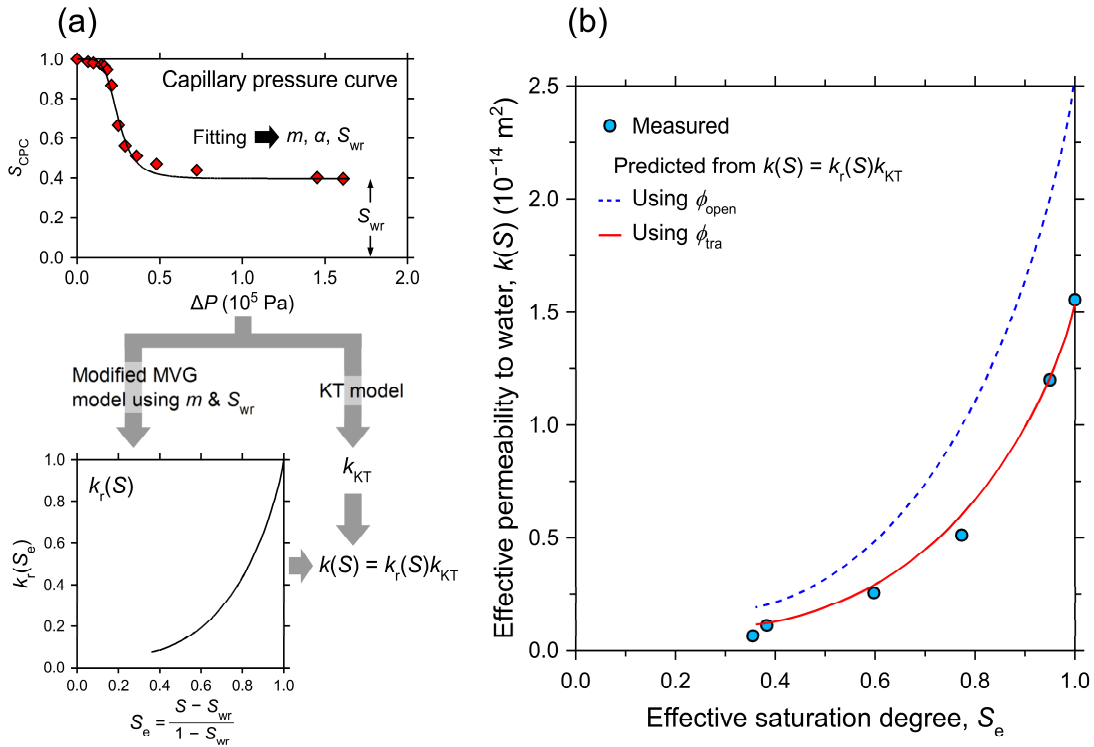 (a)
1.0
0.8
0.6
0.4
0.2
0.0
S_CPC
Capillary pressure curve
Fitting m, α, S_wr
S_wr
0.0 0.5 1.0 1.5 2.0
ΔP (10⁵ Pa)
Modified MVG
model using m & S_wr
KT model
k_KT
k(S) = k_r(S)k_KT
1.0
0.8
0.6
0.4
0.2
0.0
k_r(S_e)
k_r(S)
0.0 0.2 0.4 0.6 0.8 1.0
S_e = (S − S_wr)/(1 − S_wr)
(b)
2.5
2.0
1.5
1.0
0.5
0.0
Effective permeability to water, k(S) (10⁻¹⁴ m²)
Measured
Predicted from k(S) = k_r(S)k_KT
Using ϕ_open
Using ϕ_tra
0.0 0.2 0.4 0.6 0.8 1.0
Effective saturation degree, S_e